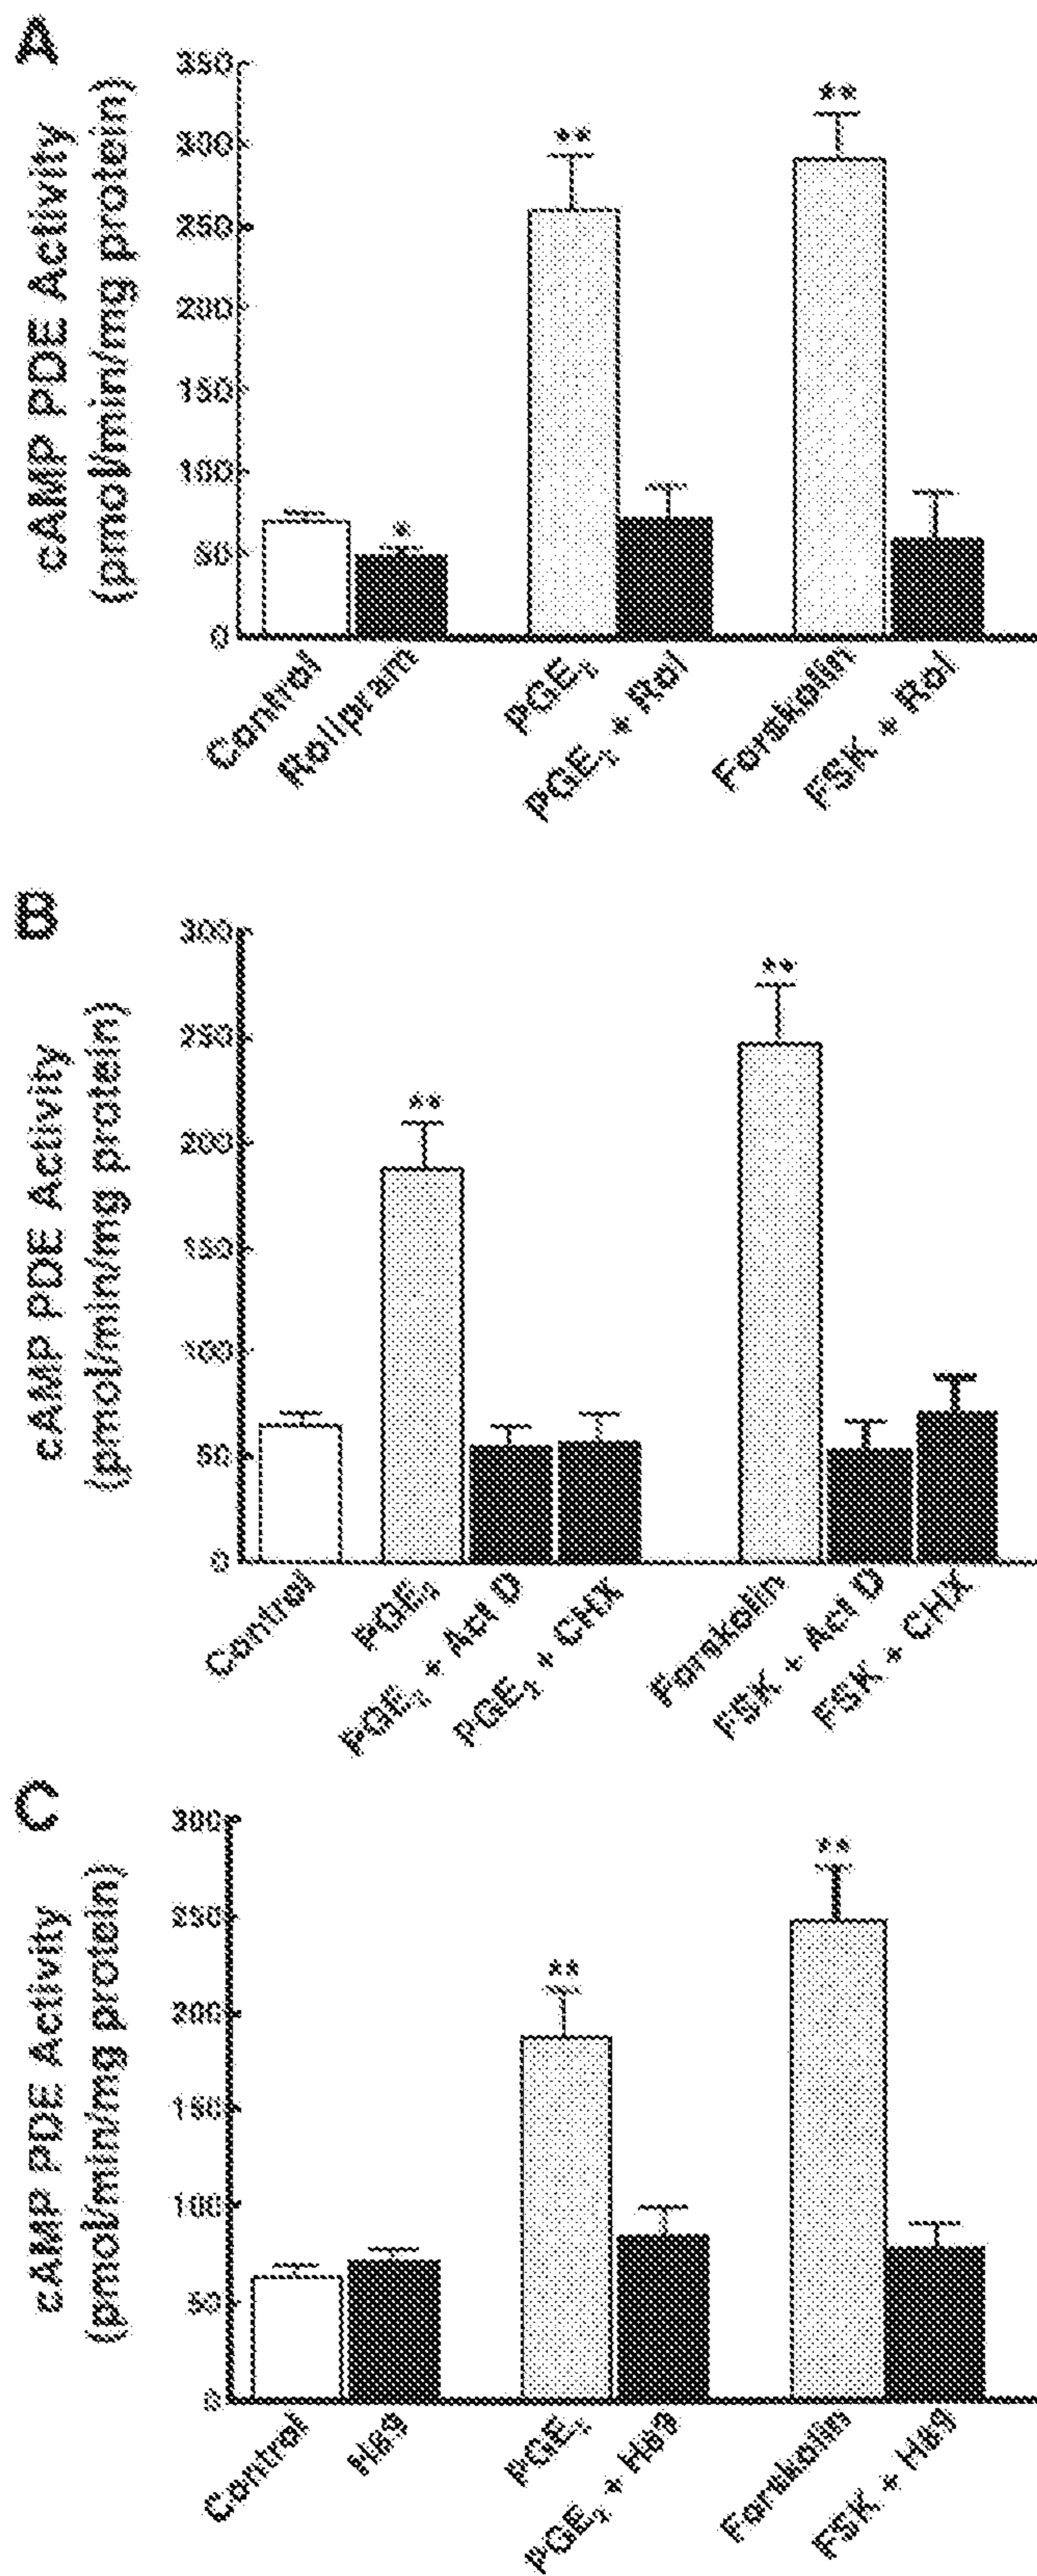 A
cAMP PDE Activity
(pmol/min/mg protein)
350
300
250
200
150
100
50
0
**
**
*
Control
Rolipram
PGE₁
PGE₁ + Rol
Forskolin
FSK + Rol
B
cAMP PDE Activity
(pmol/min/mg protein)
300
250
200
150
100
50
0
**
**
Control
PGE₁
PGE₁ + Act D
PGE₁ + CHX
Forskolin
FSK + Act D
FSK + CHX
C
cAMP PDE Activity
(pmol/min/mg protein)
300
250
200
150
100
50
0
**
**
Control
H89
PGE₁
PGE₁ + H89
Forskolin
FSK + H89